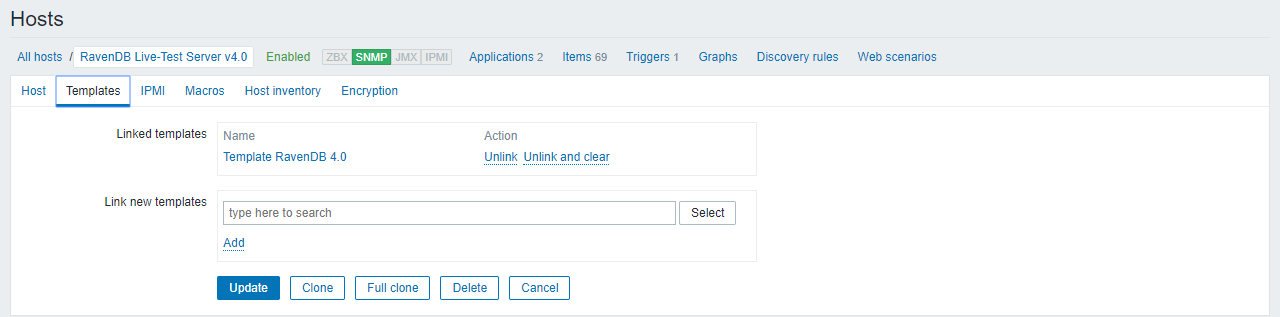 Hosts
All hosts / RavenDB Live-Test Server v4.0 Enabled ZBX SNMP JMX IPMI Applications 2 Items 69 Triggers 1 Graphs Discovery rules Web scenarios
Host Templates IPMI Macros Host inventory Encryption
Linked templates Name Action
Template RavenDB 4.0 Unlink Unlink and clear
Link new templates
type here to search Select
Add
Update Clone Full clone Delete Cancel